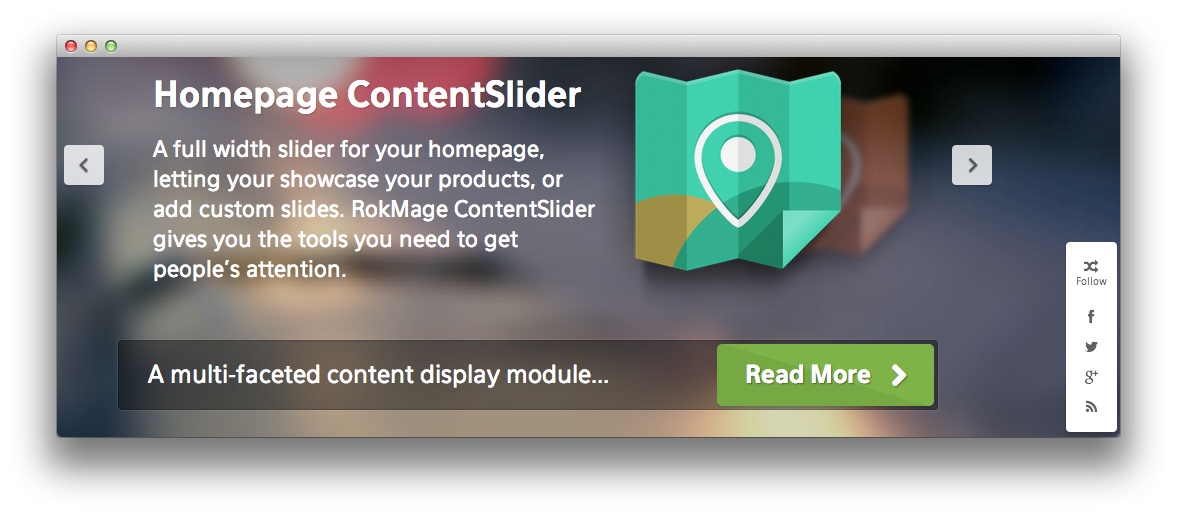 Homepage ContentSlider
A full width slider for your homepage,
letting your showcase your products, or
add custom slides. RokMage ContentSlider
gives you the tools you need to get
people's attention.
A multi-faceted content display module...
Read More
Follow